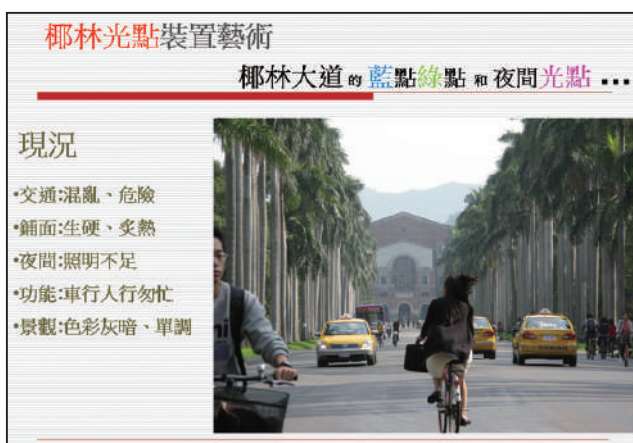 椰林光點裝置藝術
椰林大道的藍點綠點和夜間光點...
現況
•交通:混亂、危險
•鋪面:生硬、炙熱
•夜間:照明不足
•功能:車行人行匆忙
•景觀:色彩灰暗、單調